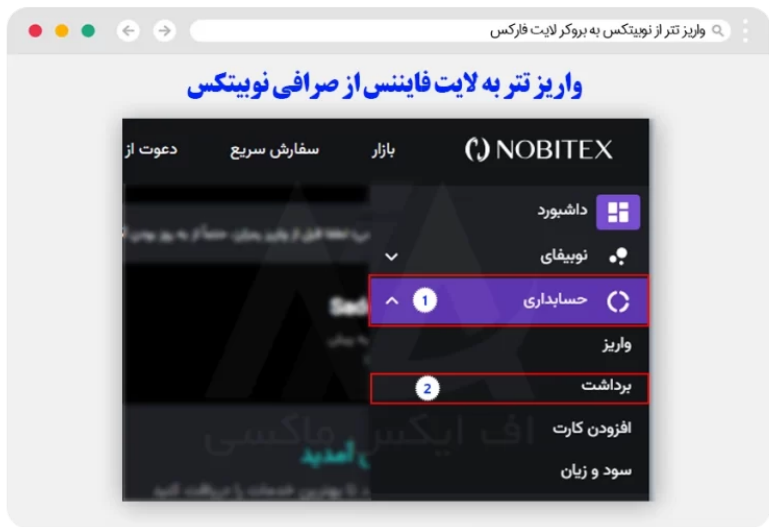 واریز تتر از نوبیتکس به بروکر لایت فارکس
واریز تتر به لایت فایننس از صرافی نوبیتکس
NOBITEX بازار سفارش سریع دعوت از
داشبورد
نوبیفای
حسابداری 1
واریز
برداشت 2
افزودن کارت
اف ایکس ماکسی
سود و زیان